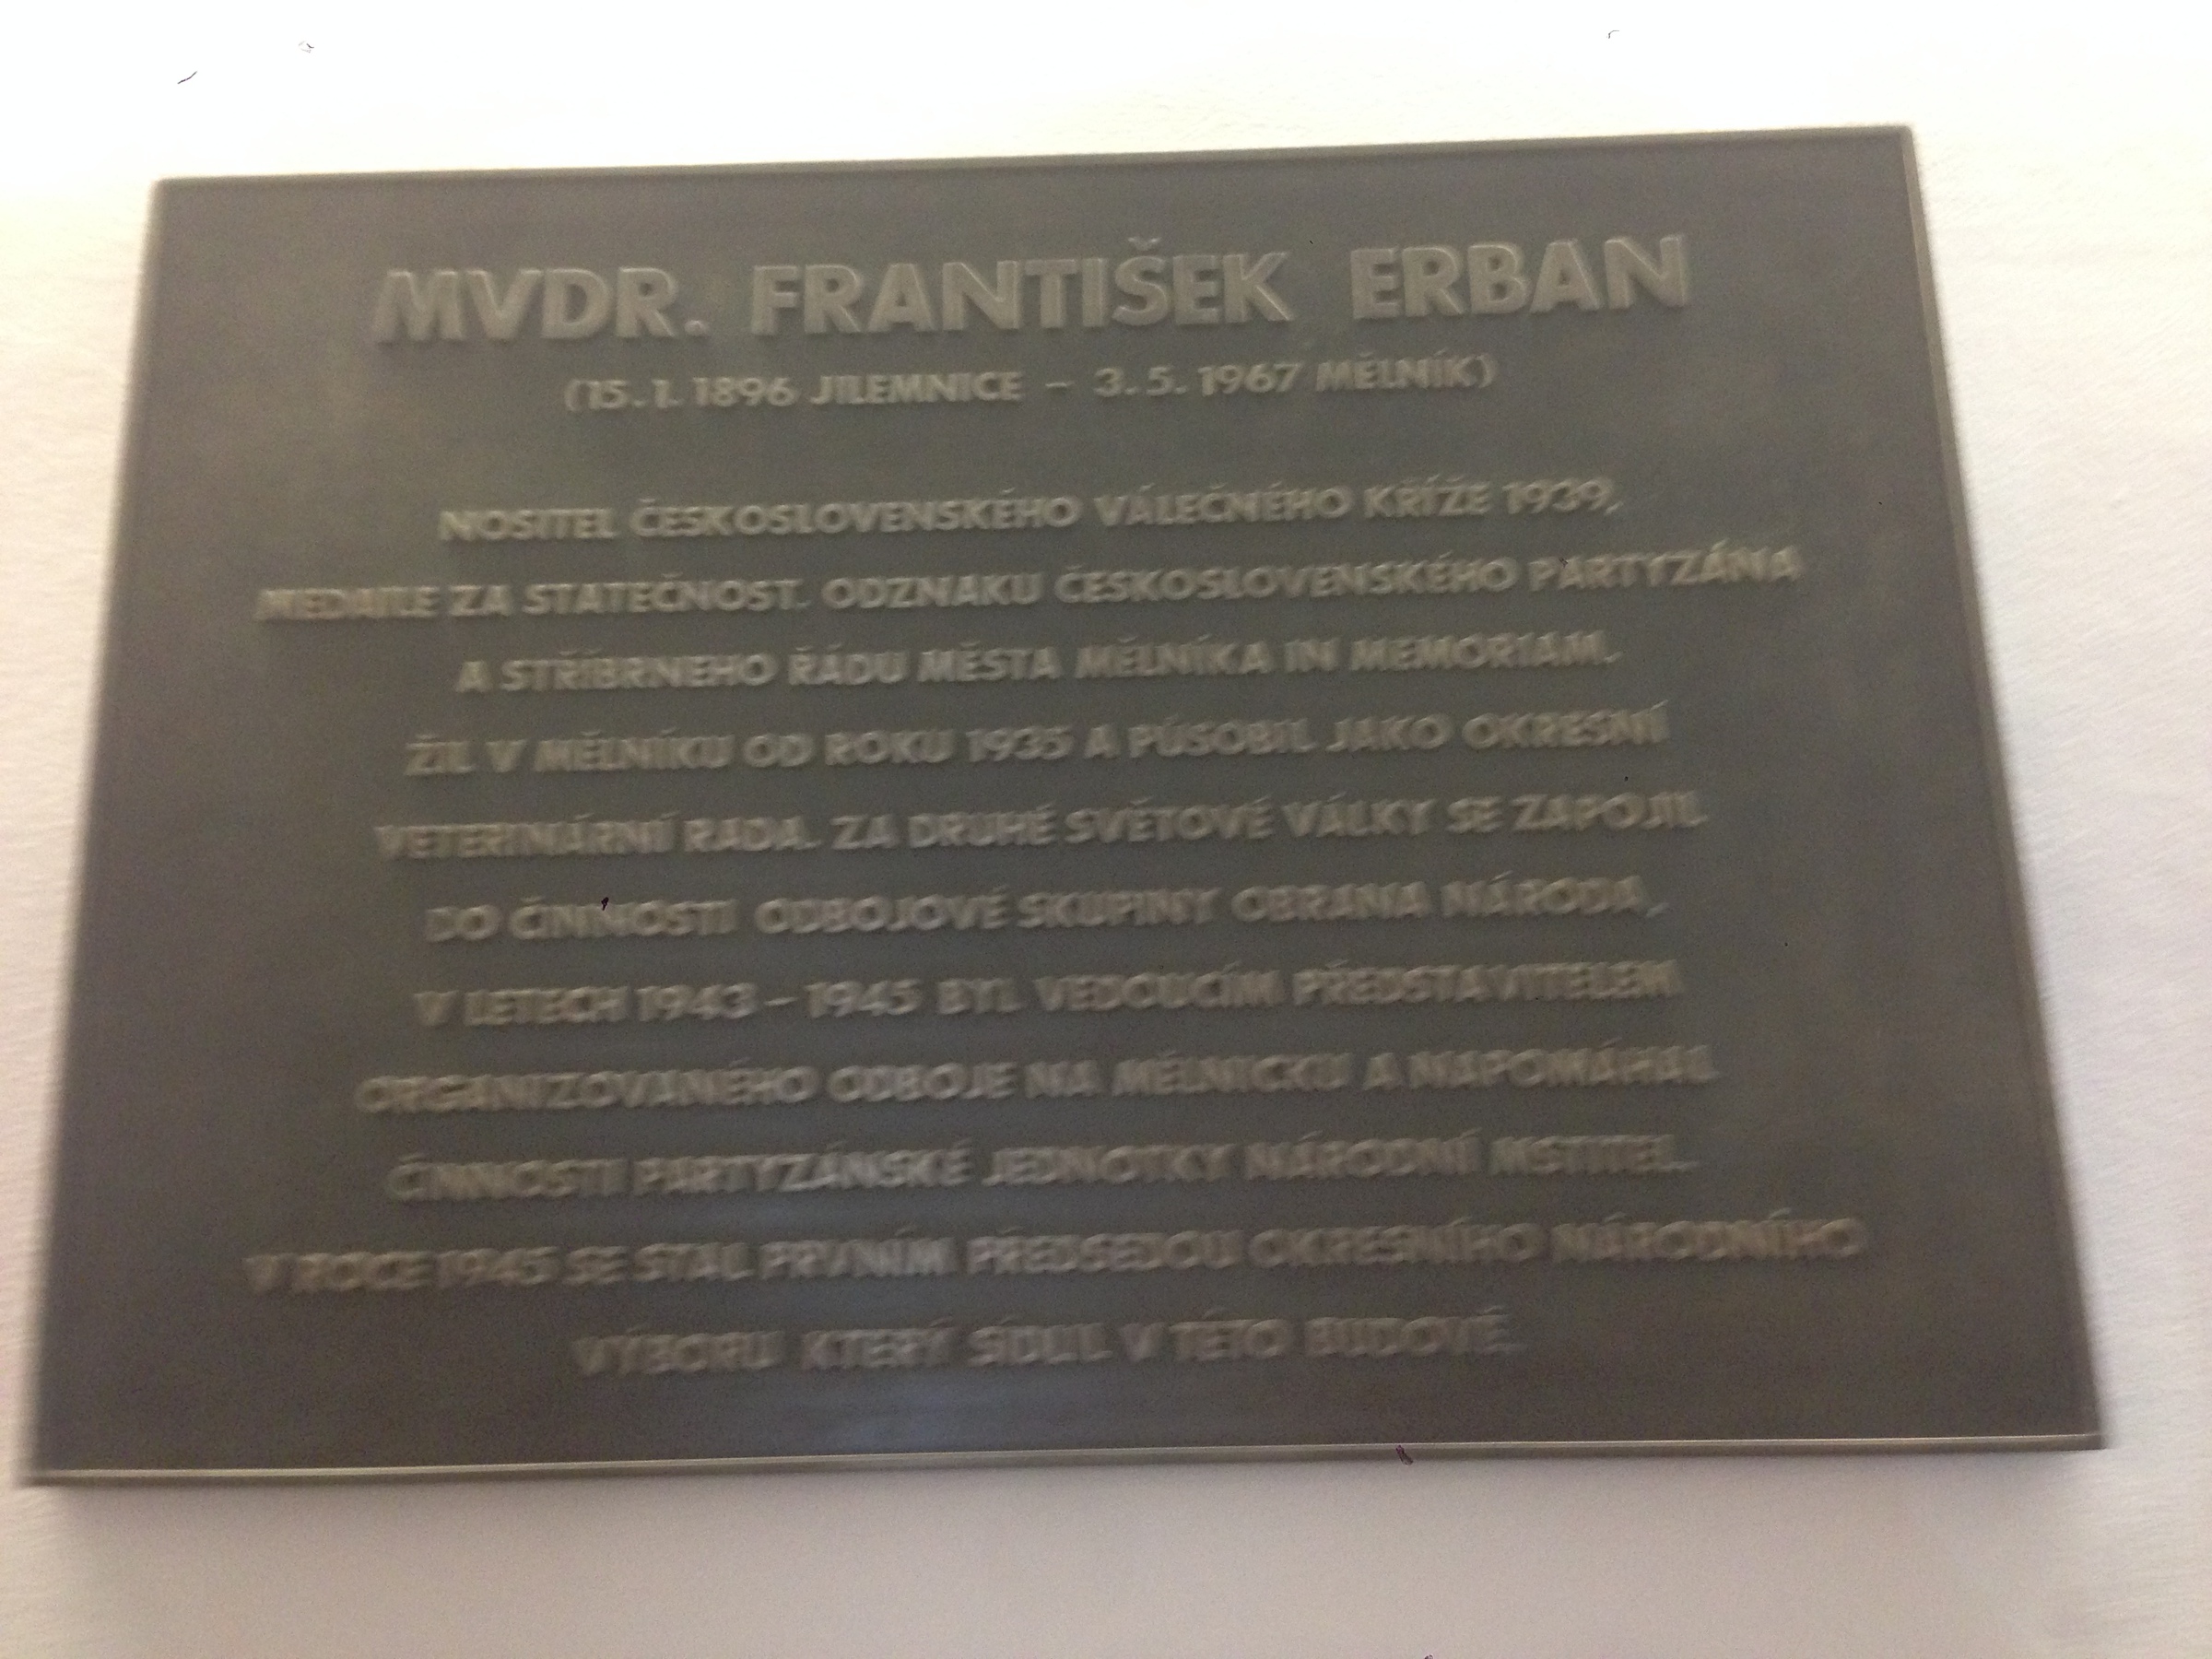 MVDR. FRANTIŠEK ERBAN
(15.1.1896 JILEMNICE – 3.5.1967 MĚLNÍK)
NOSITEL ČESKOSLOVENSKÉHO VÁLEČNÉHO KŘÍŽE 1939,
MEDAILE ZA STATEČNOST, ODZNAKU ČESKOSLOVENSKÉHO PARTYZÁNA
A STŘÍBRNÉHO ŘÁDU MĚSTA MĚLNÍKA IN MEMORIAM.
ŽIL V MĚLNÍKU OD ROKU 1935 A PŮSOBIL JAKO OKRESNÍ
VETERINÁRNÍ RADA. ZA DRUHÉ SVĚTOVÉ VÁLKY SE ZAPOJIL
DO ČINNOSTI ODBOJOVÉ SKUPINY OBRANA NÁRODA,
V LETECH 1943 – 1945 BYL VEDOUCÍM PŘEDSTAVITELEM
ORGANIZOVANÉHO ODBOJE NA MĚLNICKU A NAPOMÁHAL
ČINNOSTI PARTYZÁNSKÉ JEDNOTKY NÁRODNÍ MSTITEL.
V ROCE 1945 SE STAL PRVNÍM PŘEDSEDOU OKRESNÍHO NÁRODNÍHO
VÝBORU KTERÝ SÍDLIL V TÉTO BUDOVĚ.